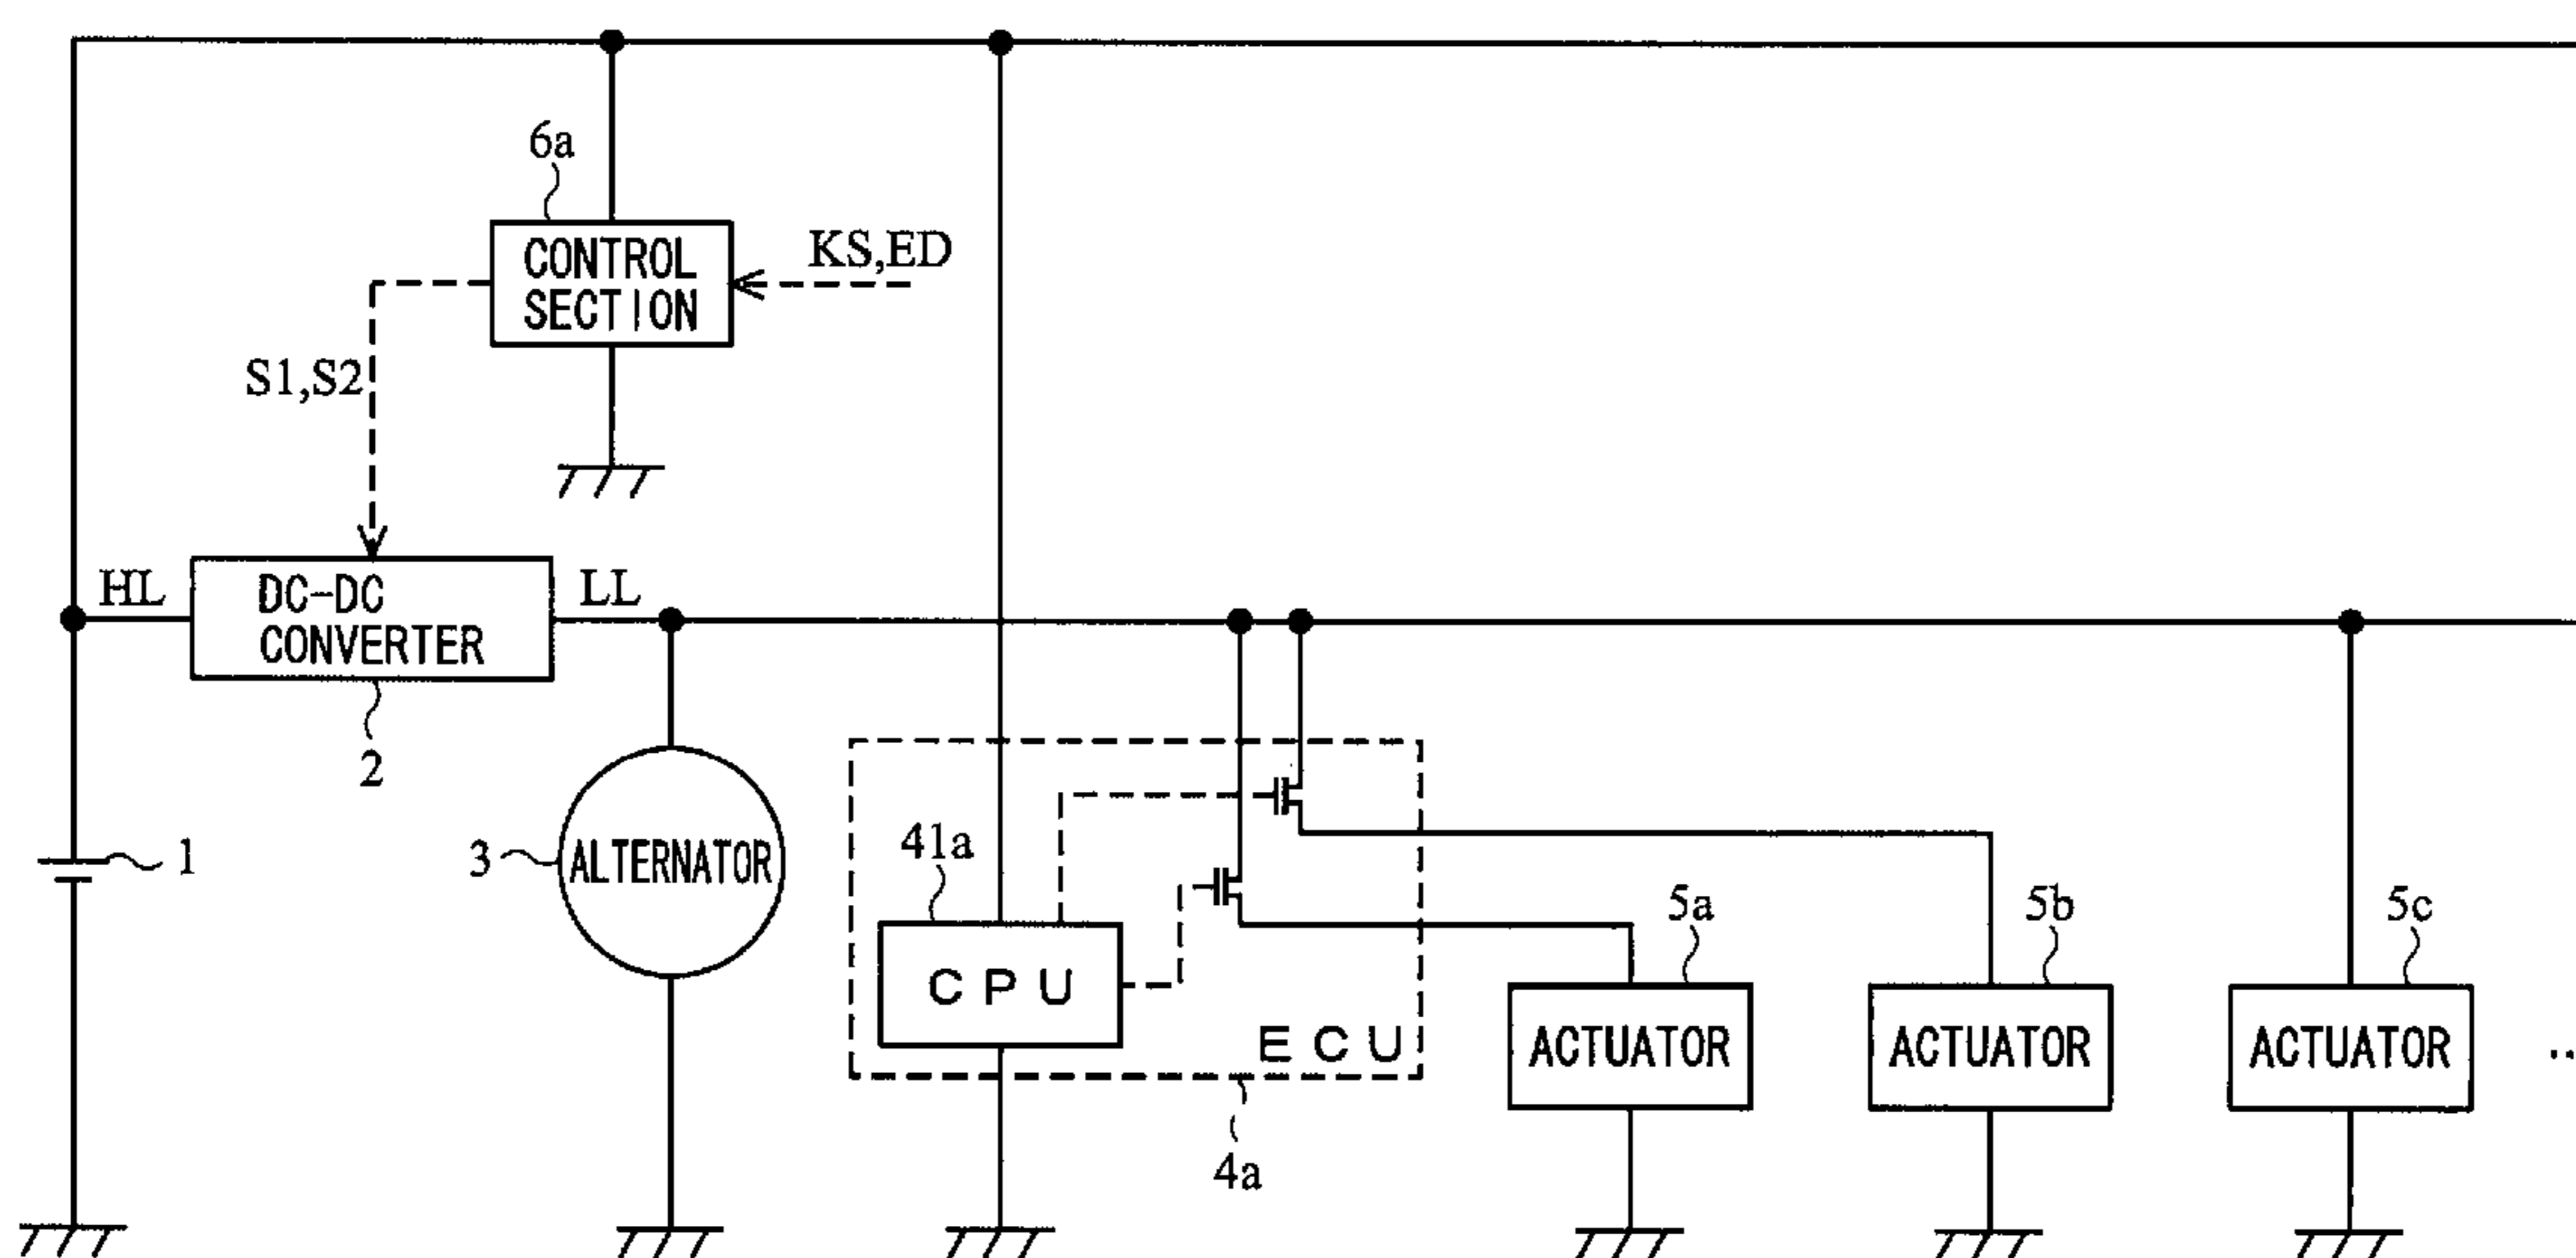 6a
CONTROL
SECTION
KS,ED
S1,S2
HL
DC-DC
CONVERTER
LL
2
1
3
ALTERNATOR
41a
CPU
ECU
4a
5a
ACTUATOR
5b
ACTUATOR
5c
ACTUATOR
..